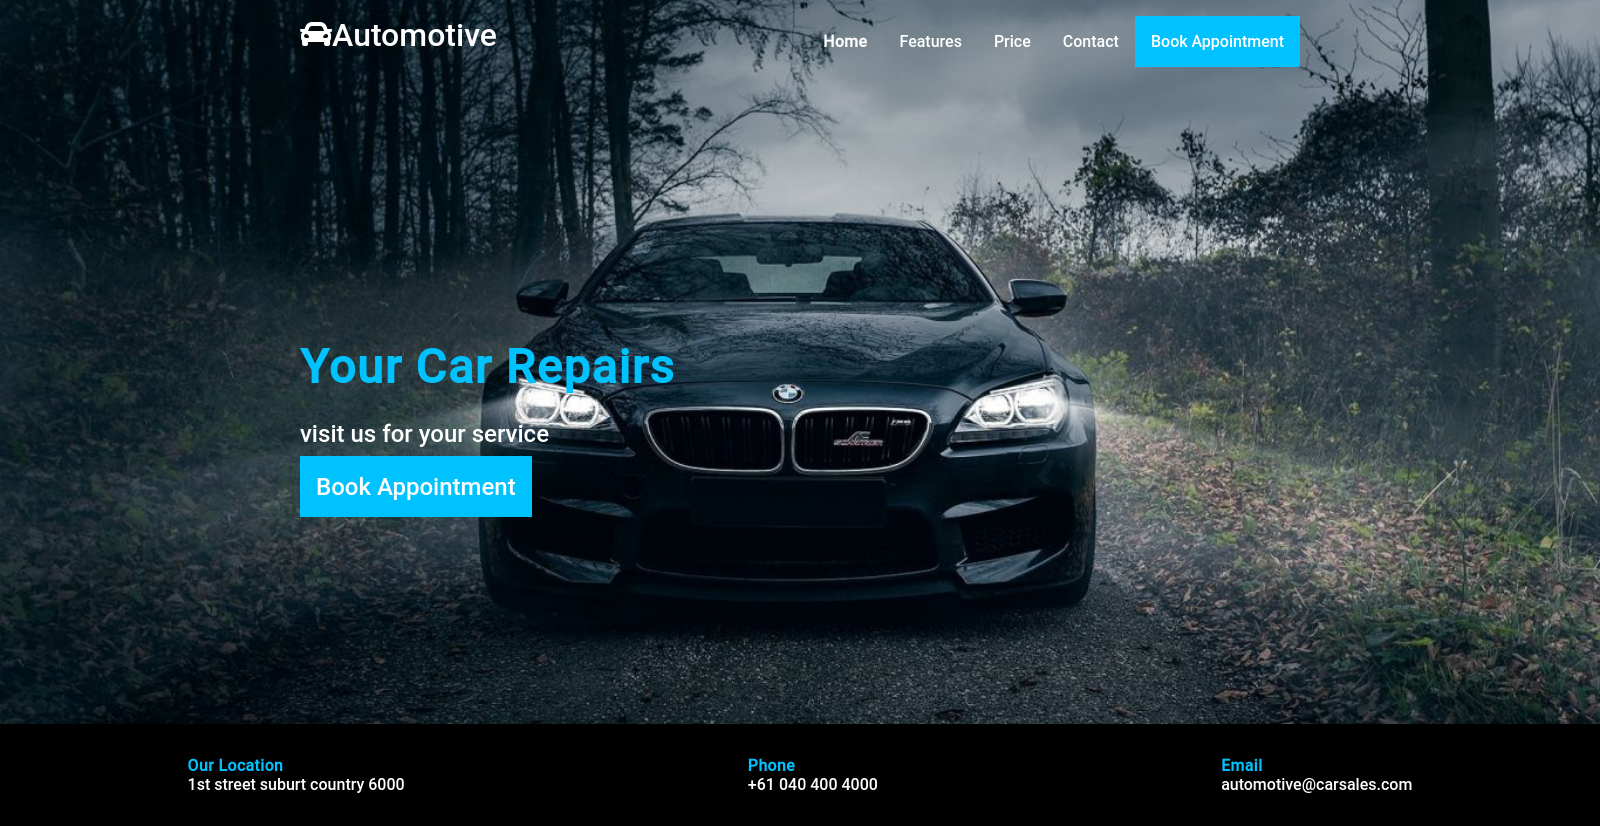 Automotive
Home Features Price Contact Book Appointment
Your Car Repairs
visit us for your service
Book Appointment
Our Location
1st street suburt country 6000
Phone
+61 040 400 4000
Email
automotive@carsales.com